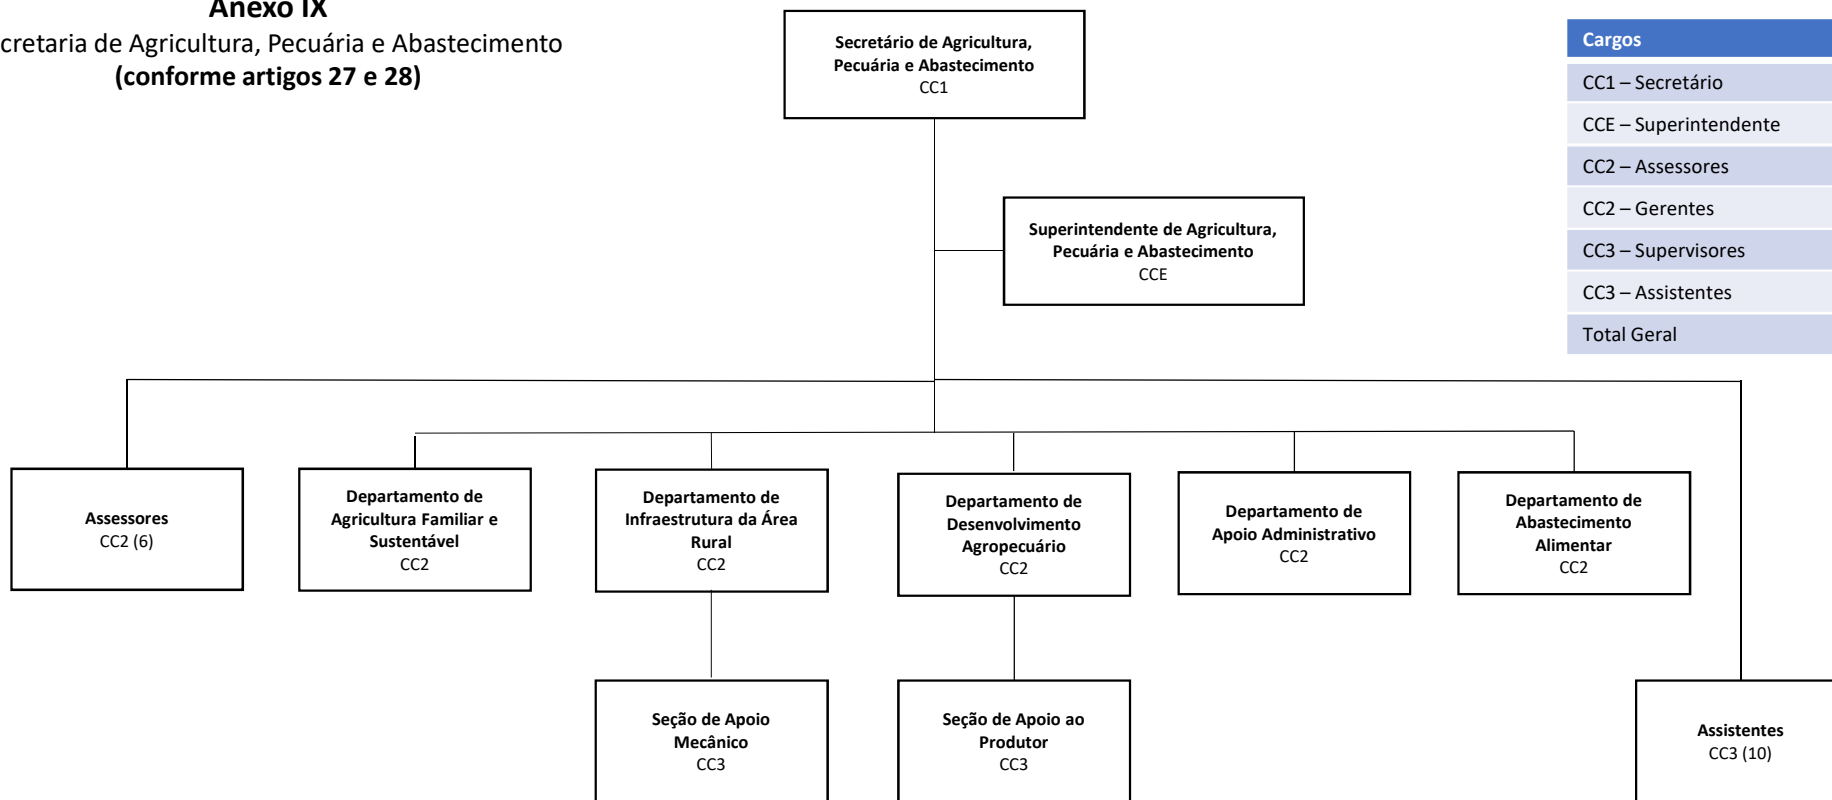 Anexo IX
cretaria de Agricultura, Pecuária e Abastecimento
(conforme artigos 27 e 28)
Secretário de Agricultura,
Pecuária e Abastecimento
CC1
Cargos
CC1 – Secretário
CCE – Superintendente
CC2 – Assessores
CC2 – Gerentes
CC3 – Supervisores
CC3 – Assistentes
Total Geral
Superintendente de Agricultura,
Pecuária e Abastecimento
CCE
Assessores
CC2 (6)
Departamento de
Agricultura Familiar e
Sustentável
CC2
Departamento de
Infraestrutura da Área
Rural
CC2
Departamento de
Desenvolvimento
Agropecuário
CC2
Departamento de
Apoio Administrativo
CC2
Departamento de
Abastecimento
Alimentar
CC2
Seção de Apoio
Mecânico
CC3
Seção de Apoio ao
Produtor
CC3
Assistentes
CC3 (10)